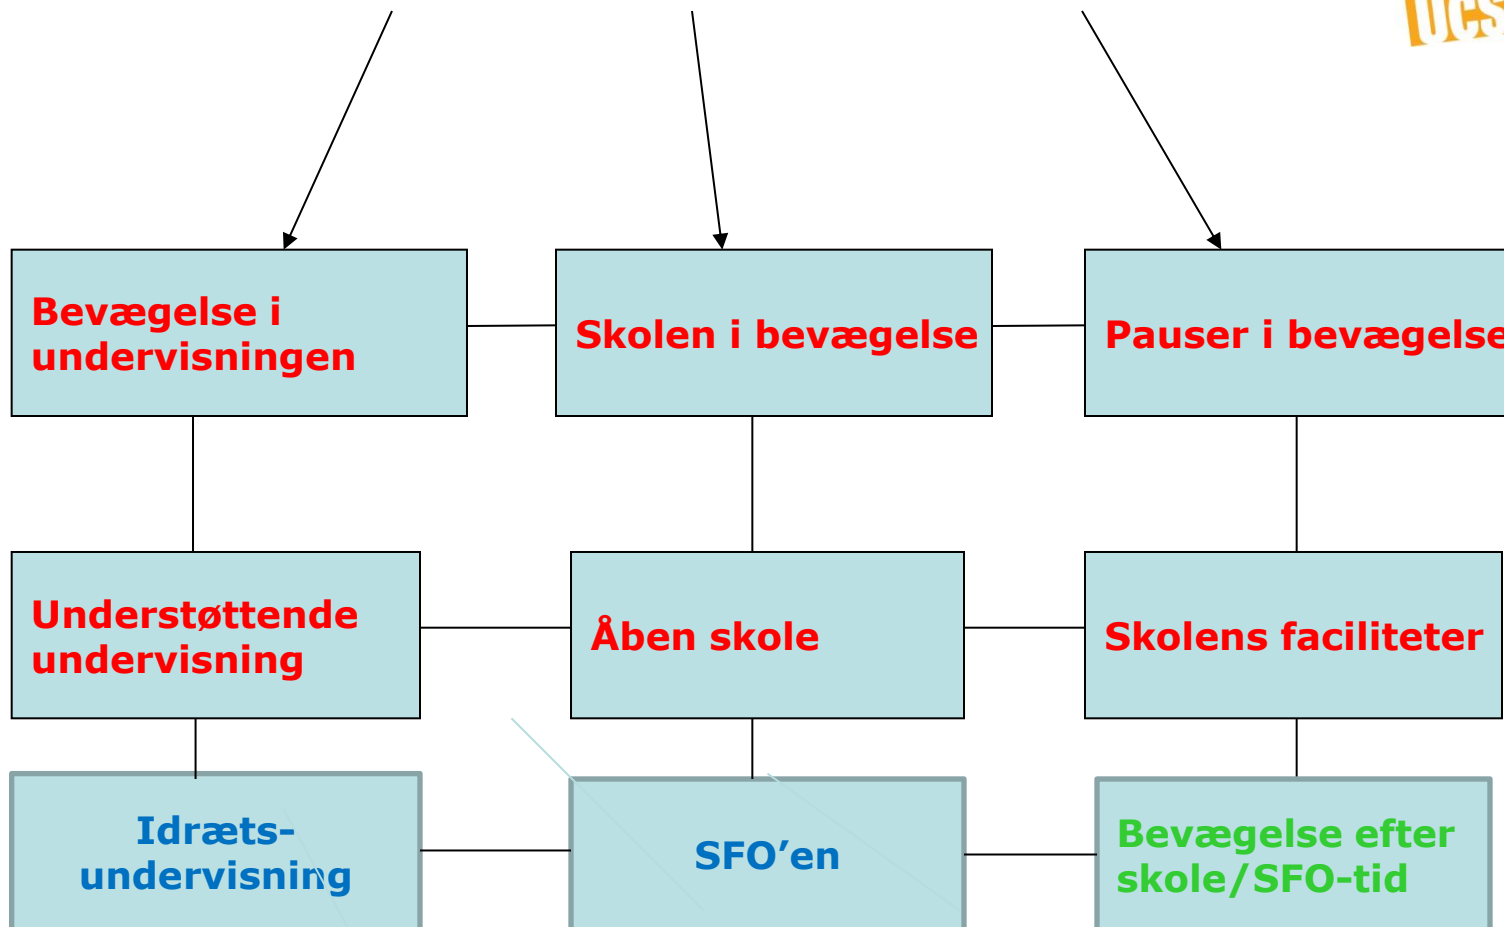 UCS
Bevægelse i
undervisningen
Skolen i bevægelse
Pauser i bevægelse
Understøttende
undervisning
Åben skole
Skolens faciliteter
Idræts-
undervisning
SFO’en
Bevægelse efter
skole/SFO-tid